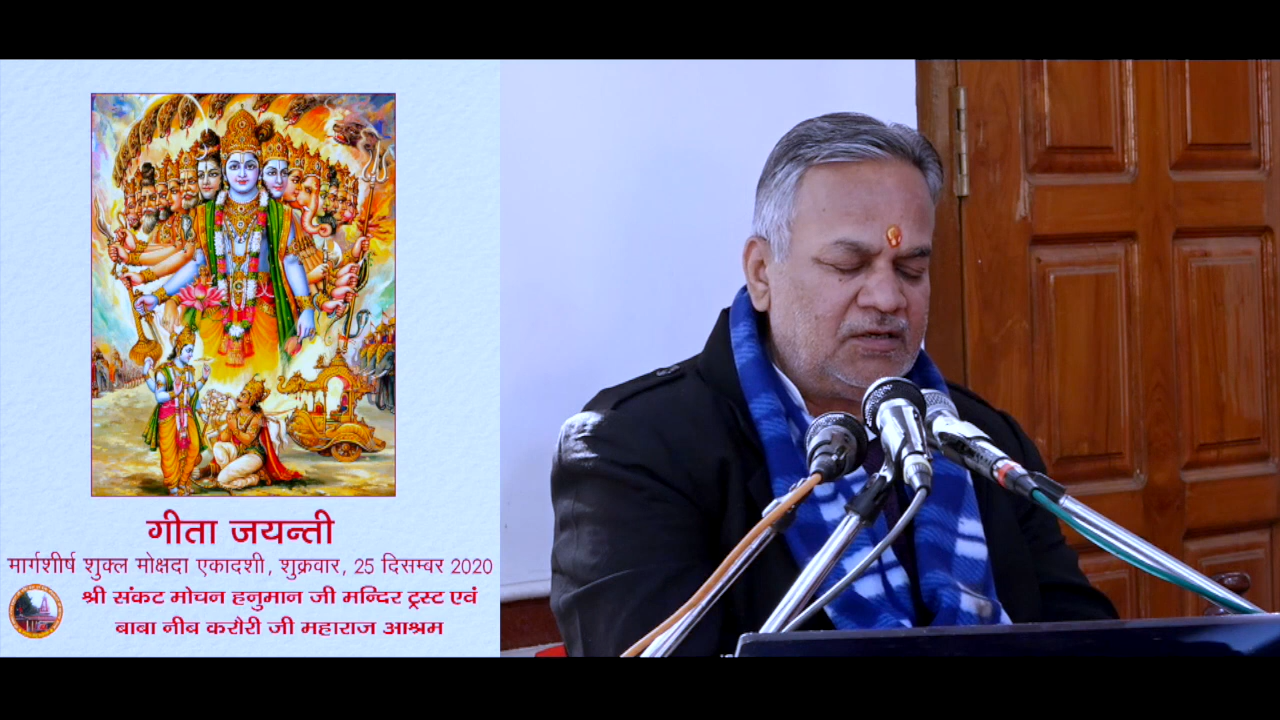 गीता जयन्ती
मार्गशीर्ष शुक्ल मोक्षदा एकादशी, शुक्रवार, 25 दिसम्वर 2020
श्री संकट मोचन हनुमान जी मन्दिर ट्रस्ट एवं
बाबा नीब करौरी जी महाराज आश्रम